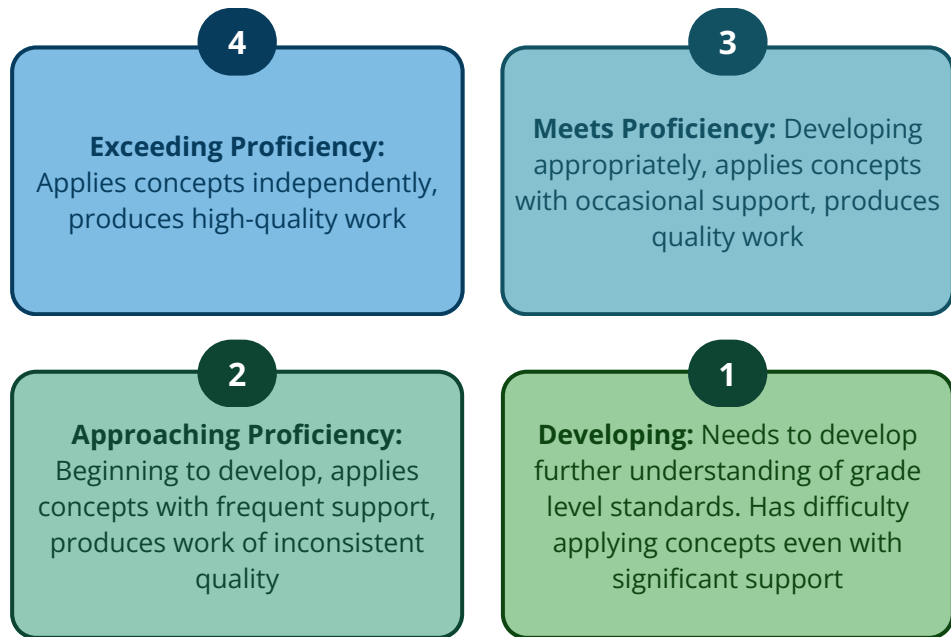 4
Exceeding Proficiency:
Applies concepts independently,
produces high-quality work
3
Meets Proficiency: Developing
appropriately, applies concepts
with occasional support, produces
quality work
2
Approaching Proficiency:
Beginning to develop, applies
concepts with frequent support,
produces work of inconsistent
quality
1
Developing: Needs to develop
further understanding of grade
level standards. Has difficulty
applying concepts even with
significant support